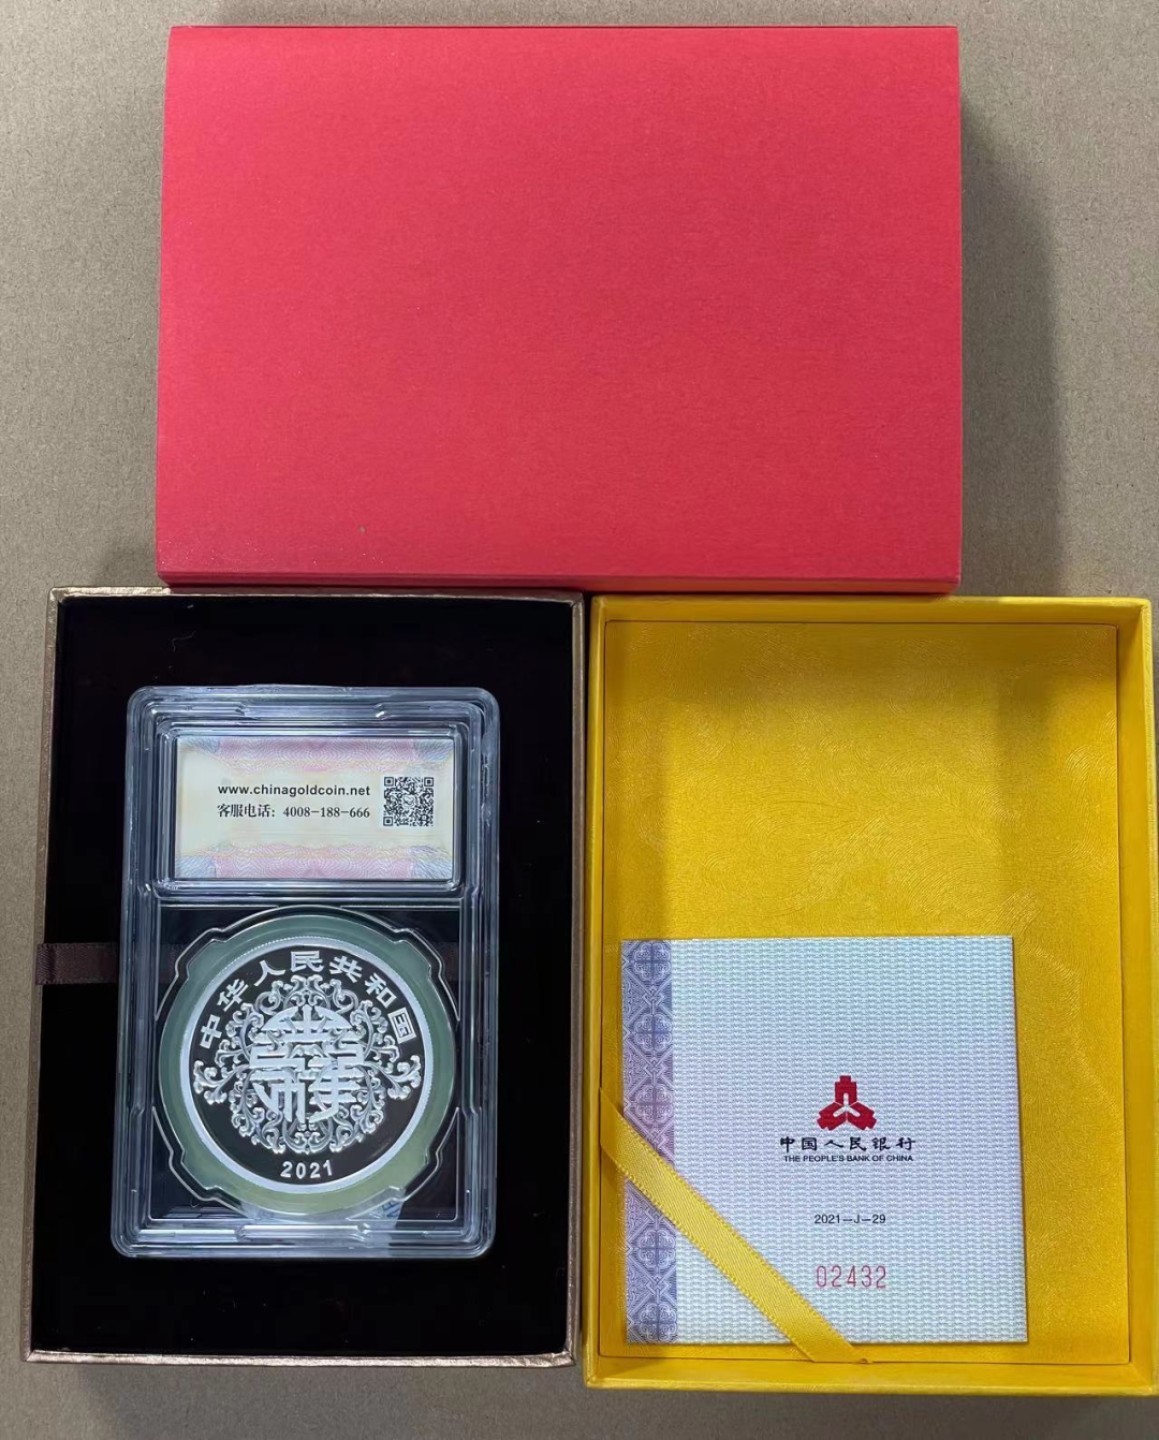 www.chinagoldcoin.net
客服电话：4008-188-666
中华人民共和国
2021
中国人民银行
THE PEOPLE'S BANK OF CHINA
2021—J—29
02432